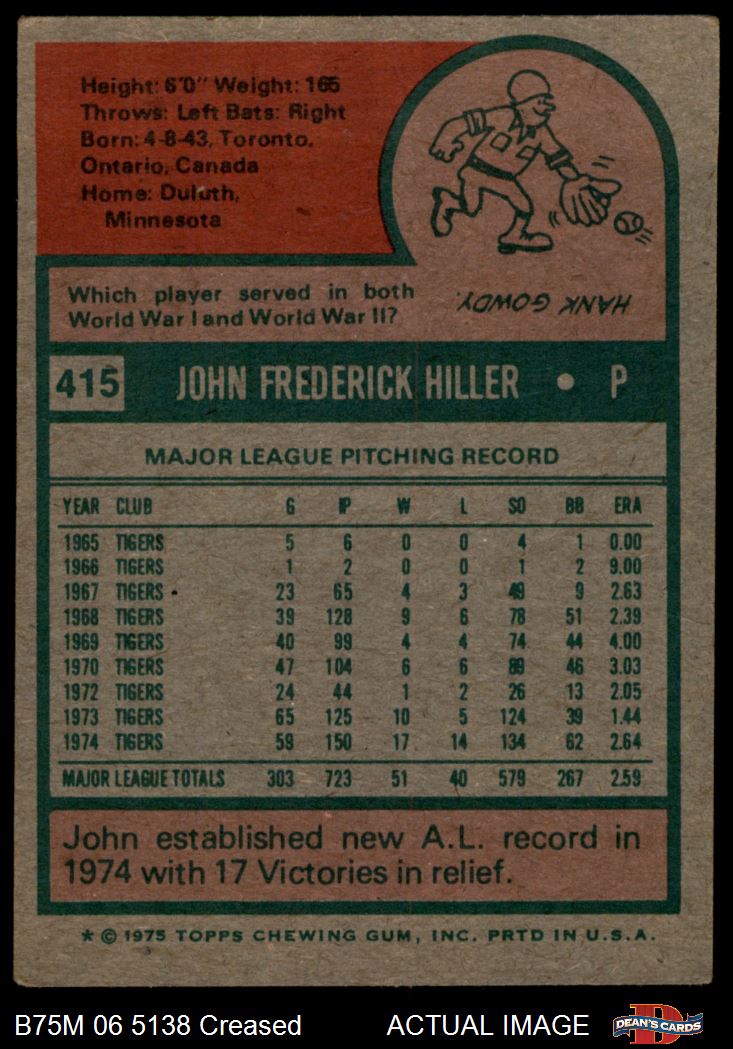 Height: 6'0" Weight: 165
Throws: Left Bats: Right
Born: 4-8-43, Toronto,
Ontario, Canada
Home: Duluth,
Minnesota
Which player served in both
World War I and World War II?
HANK GOWDY.
415 JOHN FREDERICK HILLER • P
MAJOR LEAGUE PITCHING RECORD
YEAR CLUB G IP W L SO BB ERA
1965 TIGERS 5 6 0 0 4 1 0.00
1966 TIGERS 1 2 0 0 1 2 9.00
1967 TIGERS 23 65 4 3 49 9 2.63
1968 TIGERS 39 128 9 6 78 51 2.39
1969 TIGERS 40 99 4 4 74 44 4.00
1970 TIGERS 47 104 6 6 89 46 3.03
1972 TIGERS 24 44 1 2 26 13 2.05
1973 TIGERS 65 125 10 5 124 39 1.44
1974 TIGERS 59 150 17 14 134 62 2.64
MAJOR LEAGUE TOTALS 303 723 51 40 579 267 2.59
John established new A.L. record in
1974 with 17 Victories in relief.
* © 1975 TOPPS CHEWING GUM, INC. PRTD IN U.S.A.
B75M 06 5138 Creased ACTUAL IMAGE DEAN'S CARDS